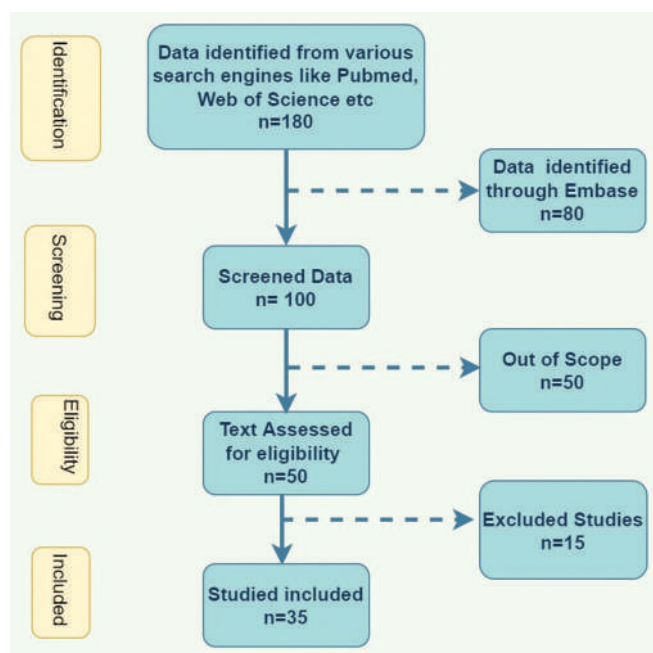 Identification
Data identified from various
search engines like Pubmed,
Web of Science etc
n=180
Data identified
through Embase
n=80
Screening
Screened Data
n= 100
Out of Scope
n=50
Eligibility
Text Assessed
for eligibility
n=50
Excluded Studies
n=15
Included
Studied included
n=35